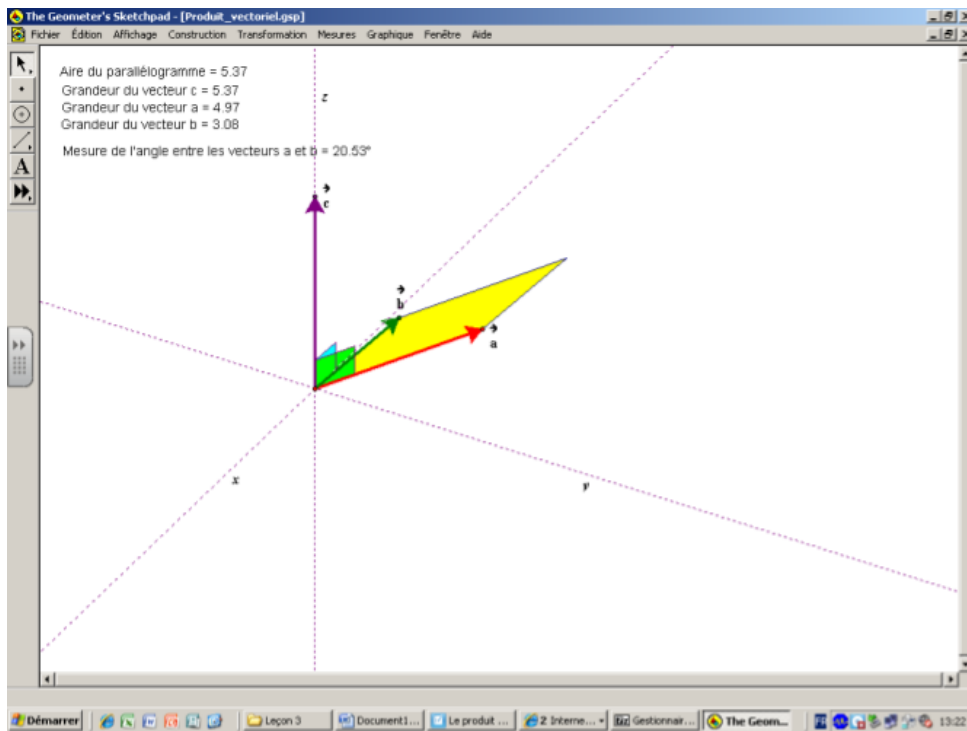 The Geometer's Sketchpad - [Produit_vectoriel.gsp]
Fichier Édition Affichage Construction Transformation Mesures Graphique Fenêtre Aide
Aire du parallélogramme = 5.37
Grandeur du vecteur c = 5.37
Grandeur du vecteur a = 4.97
Grandeur du vecteur b = 3.08
Mesure de l'angle entre les vecteurs a et b = 20.53°
z
c
b
a
x
y
A
Démarrer Leçon 3 Document1... Le produit ... 2 Interne... Gestionnair... The Geom... FR 13:22